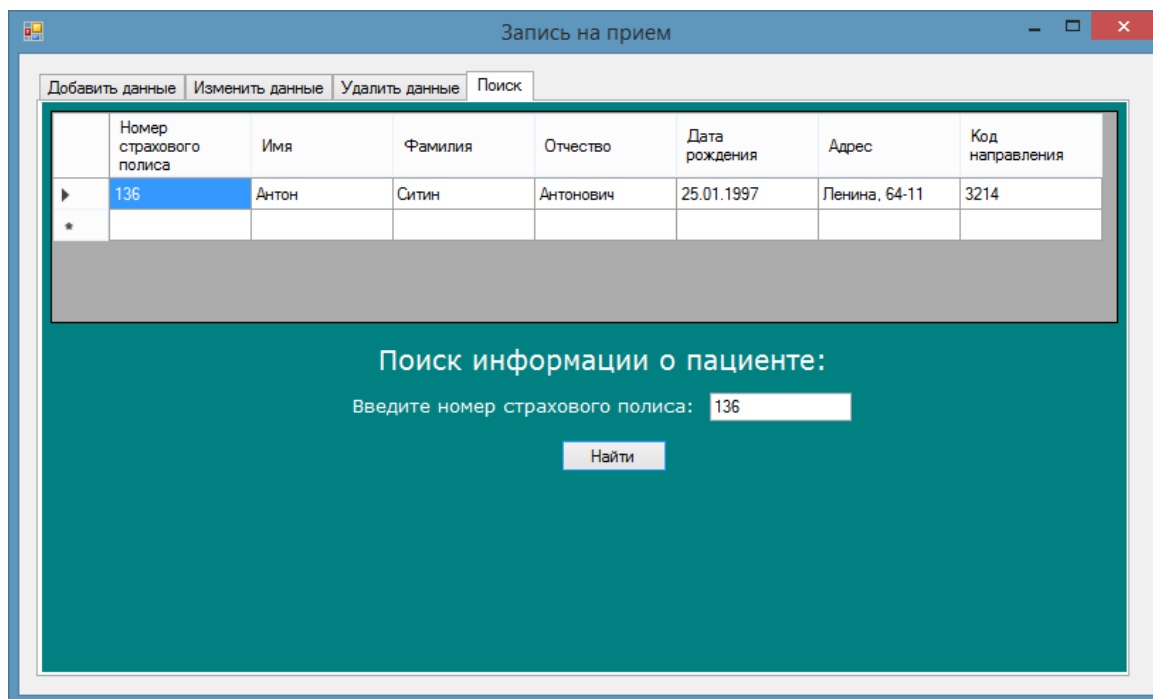 Запись на прием
Добавить данные Изменить данные Удалить данные Поиск
Номер страхового полиса Имя Фамилия Отчество Дата рождения Адрес Код направления
136 Антон Ситин Антонович 25.01.1997 Ленина, 64-11 3214
Поиск информации о пациенте:
Введите номер страхового полиса: 136
Найти